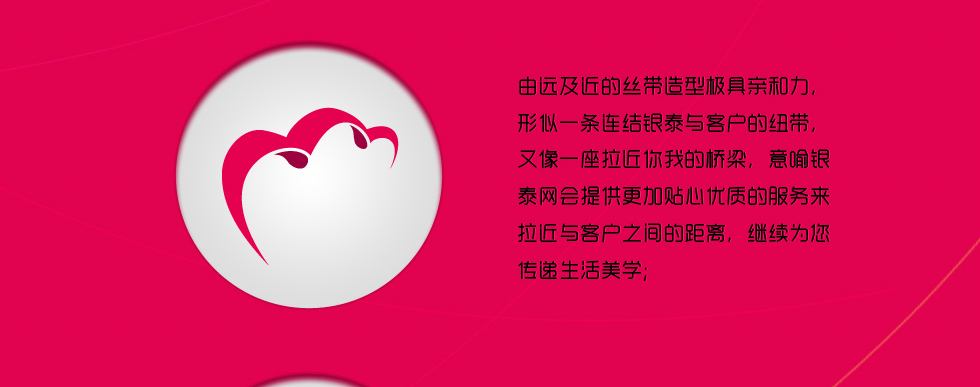 由远及近的丝带造型极具亲和力，
形似一条连结银泰与客户的纽带，
又像一座拉近你我的桥梁，意喻银
泰网会提供更加贴心优质的服务来
拉近与客户之间的距离，继续为您
传递生活美学；